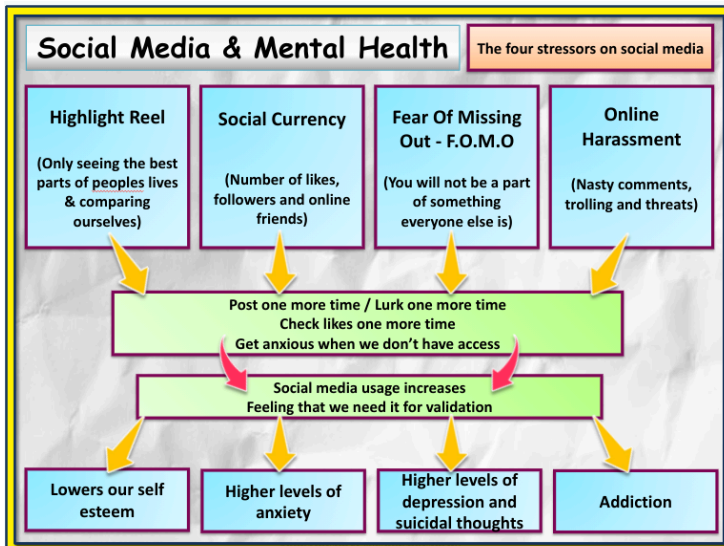 Social Media & Mental Health
The four stressors on social media
Highlight Reel
(Only seeing the best
parts of peoples lives
& comparing
ourselves)
Social Currency
(Number of likes,
followers and online
friends)
Fear Of Missing
Out - F.O.M.O
(You will not be a part
of something
everyone else is)
Online
Harassment
(Nasty comments,
trolling and threats)
Post one more time / Lurk one more time
Check likes one more time
Get anxious when we don’t have access
Social media usage increases
Feeling that we need it for validation
Lowers our self
esteem
Higher levels of
anxiety
Higher levels of
depression and
suicidal thoughts
Addiction